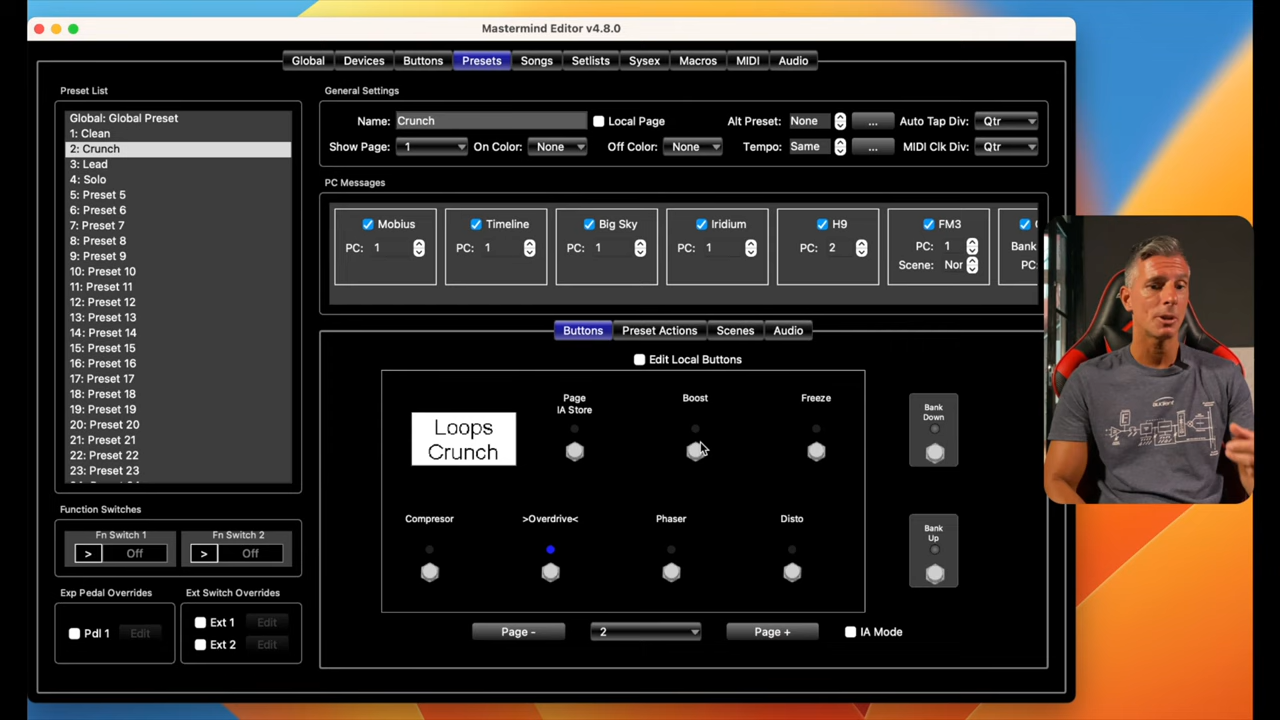 Mastermind Editor v4.8.0
Global Devices Buttons Presets Songs Setlists Sysex Macros MIDI Audio
Preset List
Global: Global Preset
1: Clean
2: Crunch
3: Lead
4: Solo
5: Preset 5
6: Preset 6
7: Preset 7
8: Preset 8
9: Preset 9
10: Preset 10
11: Preset 11
12: Preset 12
13: Preset 13
14: Preset 14
15: Preset 15
16: Preset 16
17: Preset 17
18: Preset 18
19: Preset 19
20: Preset 20
21: Preset 21
22: Preset 22
23: Preset 23
Function Switches
Fn Switch 1 Fn Switch 2
> Off > Off
Exp Pedal Overrides Ext Switch Overrides
Pdl 1 Edit Ext 1 Edit
Ext 2 Edit
General Settings
Name: Crunch Local Page Alt Preset: None ... Auto Tap Div: Qtr
Show Page: 1 On Color: None Off Color: None Tempo: Same ... MIDI Clk Div: Qtr
PC Messages
Mobius Timeline Big Sky Iridium H9 FM3
PC: 1 PC: 1 PC: 1 PC: 1 PC: 2 PC: 1 Bank
Scene: Nor PC:
Buttons Preset Actions Scenes Audio
Edit Local Buttons
Page
IA Store
Boost
Freeze
Bank
Down
Loops
Crunch
Compresor >Overdrive< Phaser Disto
Bank
Up
Page - 2 Page + IA Mode